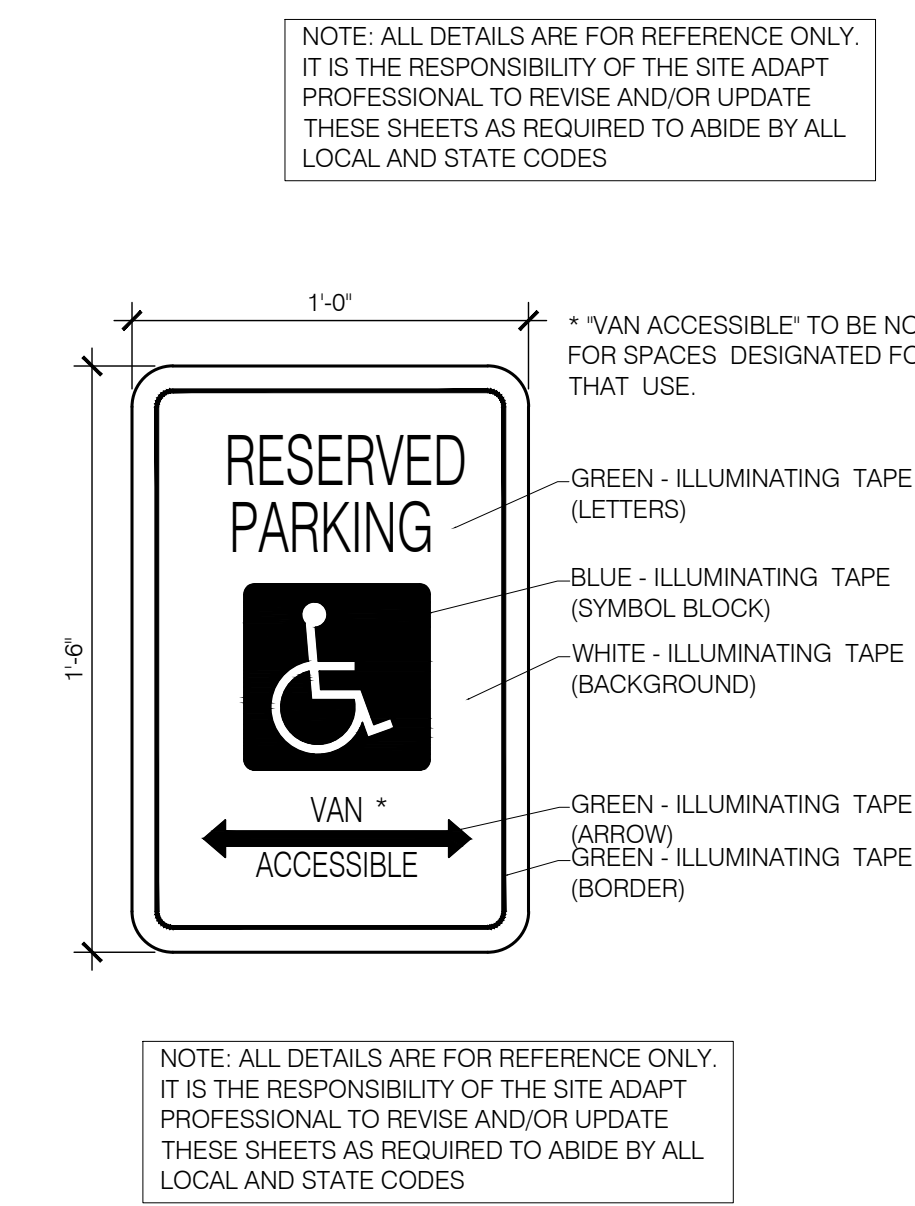 NOTE: ALL DETAILS ARE FOR REFERENCE ONLY.
IT IS THE RESPONSIBILITY OF THE SITE ADAPT
PROFESSIONAL TO REVISE AND/OR UPDATE
THESE SHEETS AS REQUIRED TO ABIDE BY ALL
LOCAL AND STATE CODES
1'-0"
* "VAN ACCESSIBLE" TO BE
FOR SPACES DESIGNATED
THAT USE.
1'-6"
RESERVED
PARKING
GREEN - ILLUMINATING TAPE
(LETTERS)
BLUE - ILLUMINATING TAPE
(SYMBOL BLOCK)
WHITE - ILLUMINATING TAPE
(BACKGROUND)
VAN *
ACCESSIBLE
GREEN - ILLUMINATING TAPE
(ARROW)
GREEN - ILLUMINATING TAPE
(BORDER)
NOTE: ALL DETAILS ARE FOR REFERENCE ONLY.
IT IS THE RESPONSIBILITY OF THE SITE ADAPT
PROFESSIONAL TO REVISE AND/OR UPDATE
THESE SHEETS AS REQUIRED TO ABIDE BY ALL
LOCAL AND STATE CODES